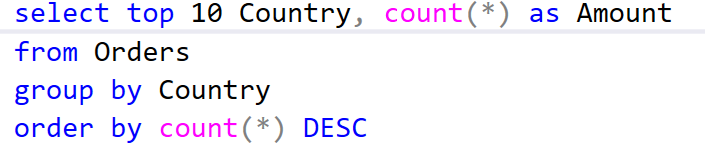 select top 10 Country, count(*) as Amount
from Orders
group by Country
order by count(*) DESC